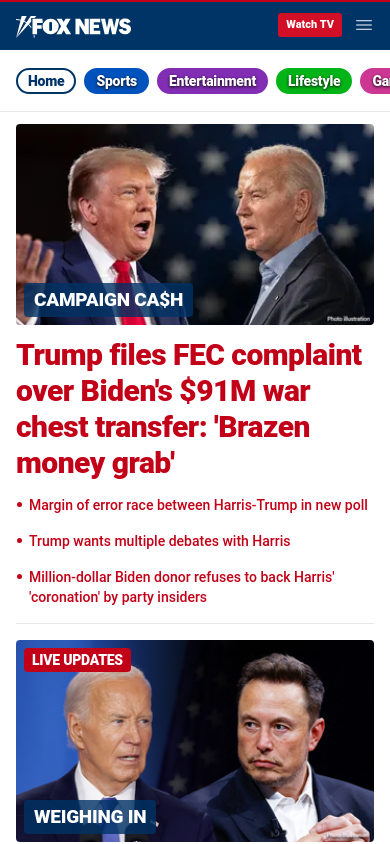 FOX NEWS
Watch TV
Home
Sports
Entertainment
Lifestyle
Ga
CAMPAIGN CA$H
Photo illustration
Trump files FEC complaint
over Biden's $91M war
chest transfer: 'Brazen
money grab'
Margin of error race between Harris-Trump in new poll
Trump wants multiple debates with Harris
Million-dollar Biden donor refuses to back Harris'
'coronation' by party insiders
LIVE UPDATES
WEIGHING IN